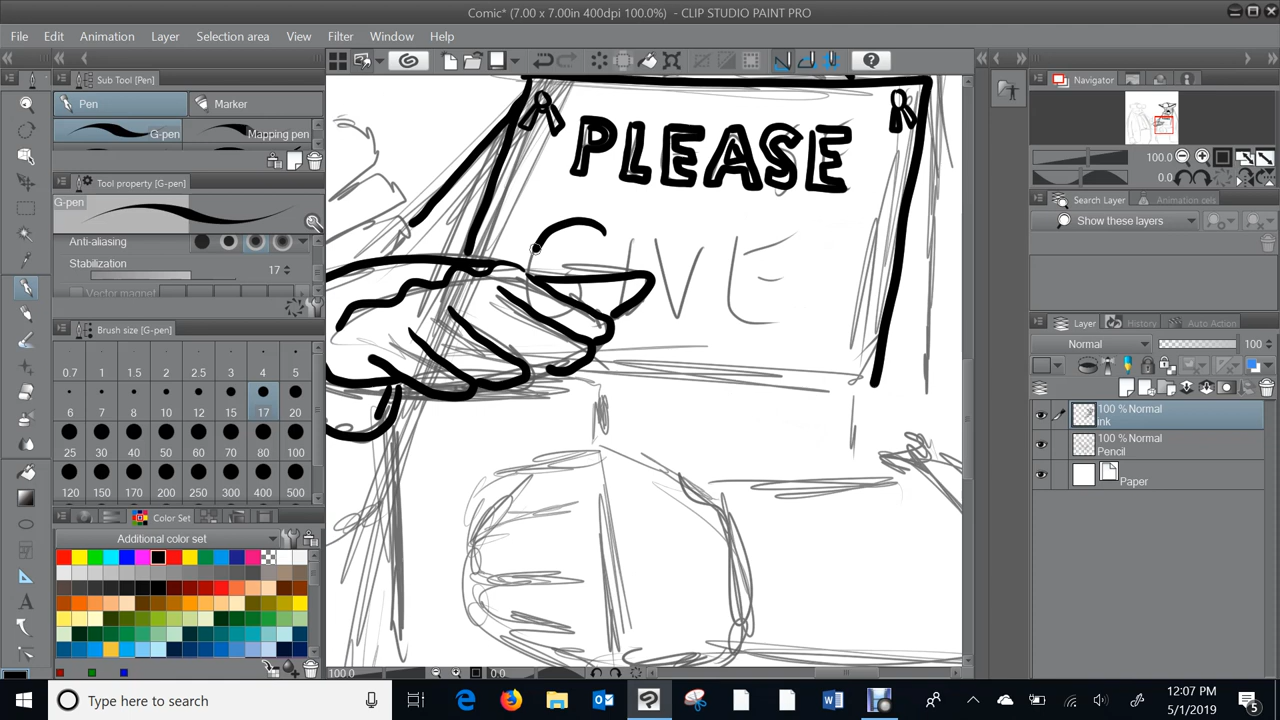 Comic* (7.00 x 7.00in 400dpi 100.0%) - CLIP STUDIO PAINT PRO
File Edit Animation Layer Selection area View Filter Window Help
Sub Tool [Pen]
Pen Marker
G-pen Mapping pen
Tool property [G-pen]
G-pen
Anti-aliasing
Stabilization 17
Vector magnet
Brush size [G-pen]
0.7 1 1.5 2 2.5 3 4 5
6 7 8 10 12 15 17 20
25 30 40 50 60 70 80 100
120 150 170 200 250 300 400 500
Color Set
Additional color set
PLEASE
GIVE
100.0 0.0
Navigator
100.0
0.0
Search Layer Animation cels
Show these layers
Layer History Auto Action
Normal 100
100 % Normal
ink
100 % Normal
Pencil
Paper
Type here to search
12:07 PM
5/1/2019
5